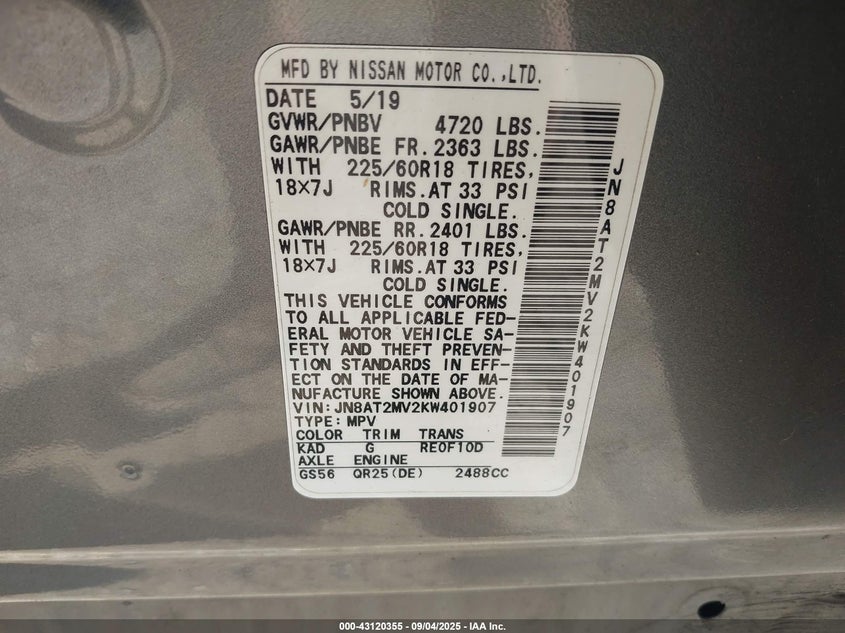 MFD BY NISSAN MOTOR CO.,LTD.
DATE 5/19
GVWR/PNBV 4720 LBS.
GAWR/PNBE FR. 2363 LBS.
WITH 225/60R18 TIRES,
18×7J RIMS. AT 33 PSI
COLD SINGLE.
GAWR/PNBE RR. 2401 LBS.
WITH 225/60R18 TIRES,
18×7J RIMS. AT 33 PSI
COLD SINGLE.
THIS VEHICLE CONFORMS
TO ALL APPLICABLE FED-
ERAL MOTOR VEHICLE SA-
FETY AND THEFT PREVEN-
TION STANDARDS IN EFF-
ECT ON THE DATE OF MA-
NUFACTURE SHOWN ABOVE.
VIN: JN8AT2MV2KW401907
TYPE: MPV
COLOR TRIM TRANS
KAD G RE0F10D
AXLE ENGINE
GS56 QR25(DE) 2488CC
JN8AT2MV2KW401907
000-43120355 - 09/04/2025 - IAA Inc.